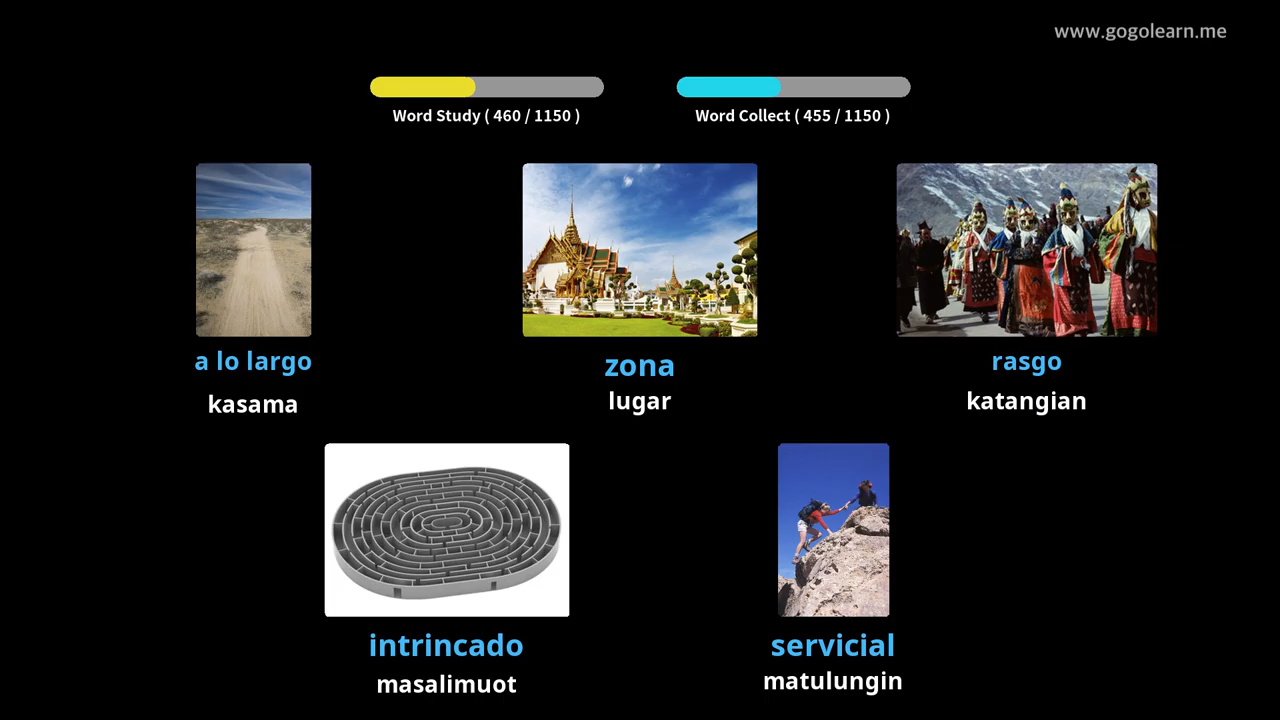 www.gogolearn.me
Word Study ( 460 / 1150 )
Word Collect ( 455 / 1150 )
a lo largo
kasama
zona
lugar
rasgo
katangian
intrincado
masalimuot
servicial
matulungin